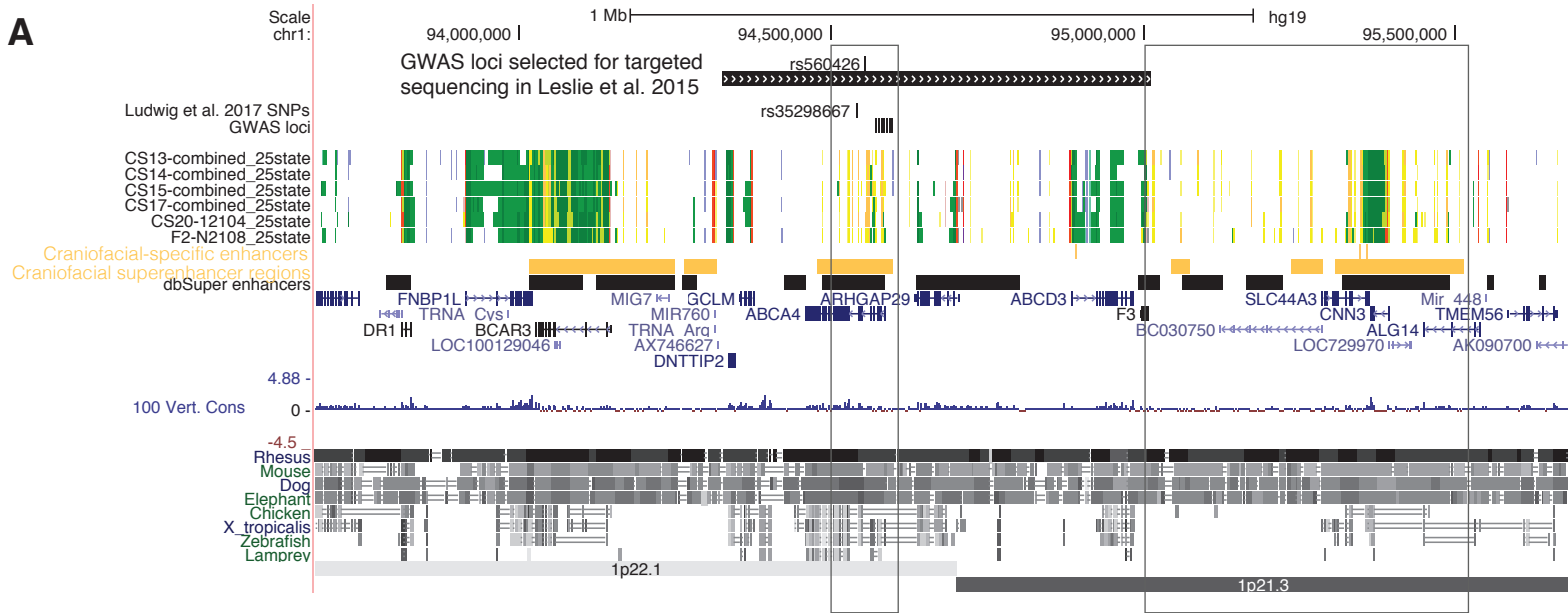 A
Scale
1 Mb
hg19
chr1:
94,000,000
94,500,000
95,000,000
95,500,000
GWAS loci selected for targeted
sequencing in Leslie et al. 2015
rs560426
Ludwig et al. 2017 SNPs
rs35298667
GWAS loci
CS13-combined_25state
CS14-combined_25state
CS15-combined_25state
CS17-combined_25state
CS20-12104_25state
F2-N2108_25state
Craniofacial-specific enhancers
Craniofacial superenhancer regions
dbSuper enhancers
FNBP1L MIG7 GCLM ARHGAP29 ABCD3 SLC44A3 Mir_448
TRNA_Cys MIR760 ABCA4 F3 CNN3 TMEM56
DR1 BCAR3 TRNA_Arg BC030750 ALG14
LOC100129046 AX746627 LOC729970 AK090700
DNTTIP2
4.88 -
100 Vert. Cons
0 -
-4.5 _
Rhesus
Mouse
Dog
Elephant
Chicken
X_tropicalis
Zebrafish
Lamprey
1p22.1
1p21.3